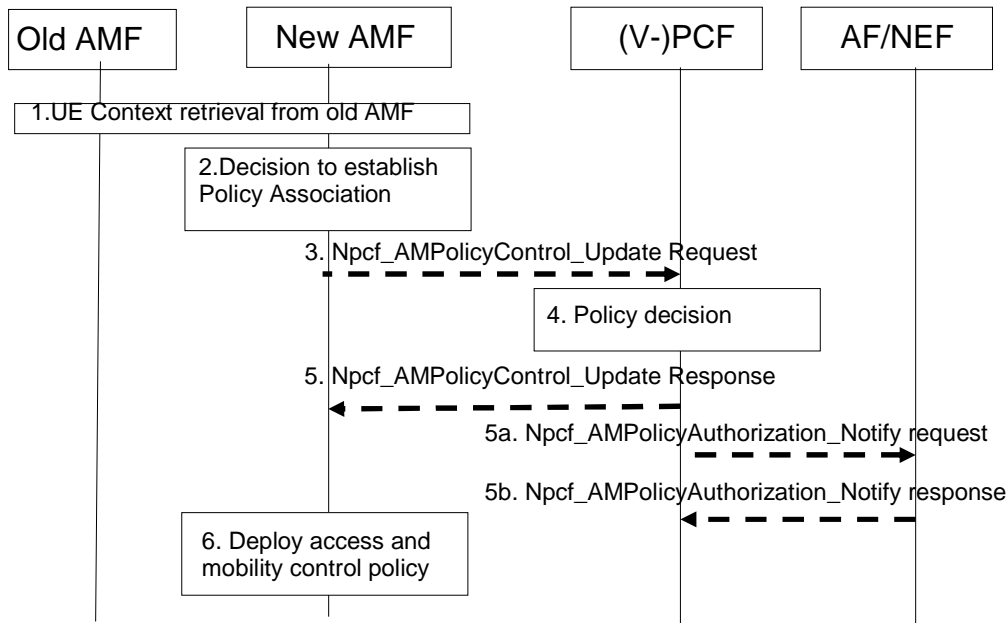 Old AMF
New AMF
(V-)PCF
AF/NEF
1.UE Context retrieval from old AMF
2.Decision to establish
Policy Association
3. Npcf_AMPolicyControl_Update Request
4. Policy decision
5. Npcf_AMPolicyControl_Update Response
5a. Npcf_AMPolicyAuthorization_Notify request
5b. Npcf_AMPolicyAuthorization_Notify response
6. Deploy access and
mobility control policy